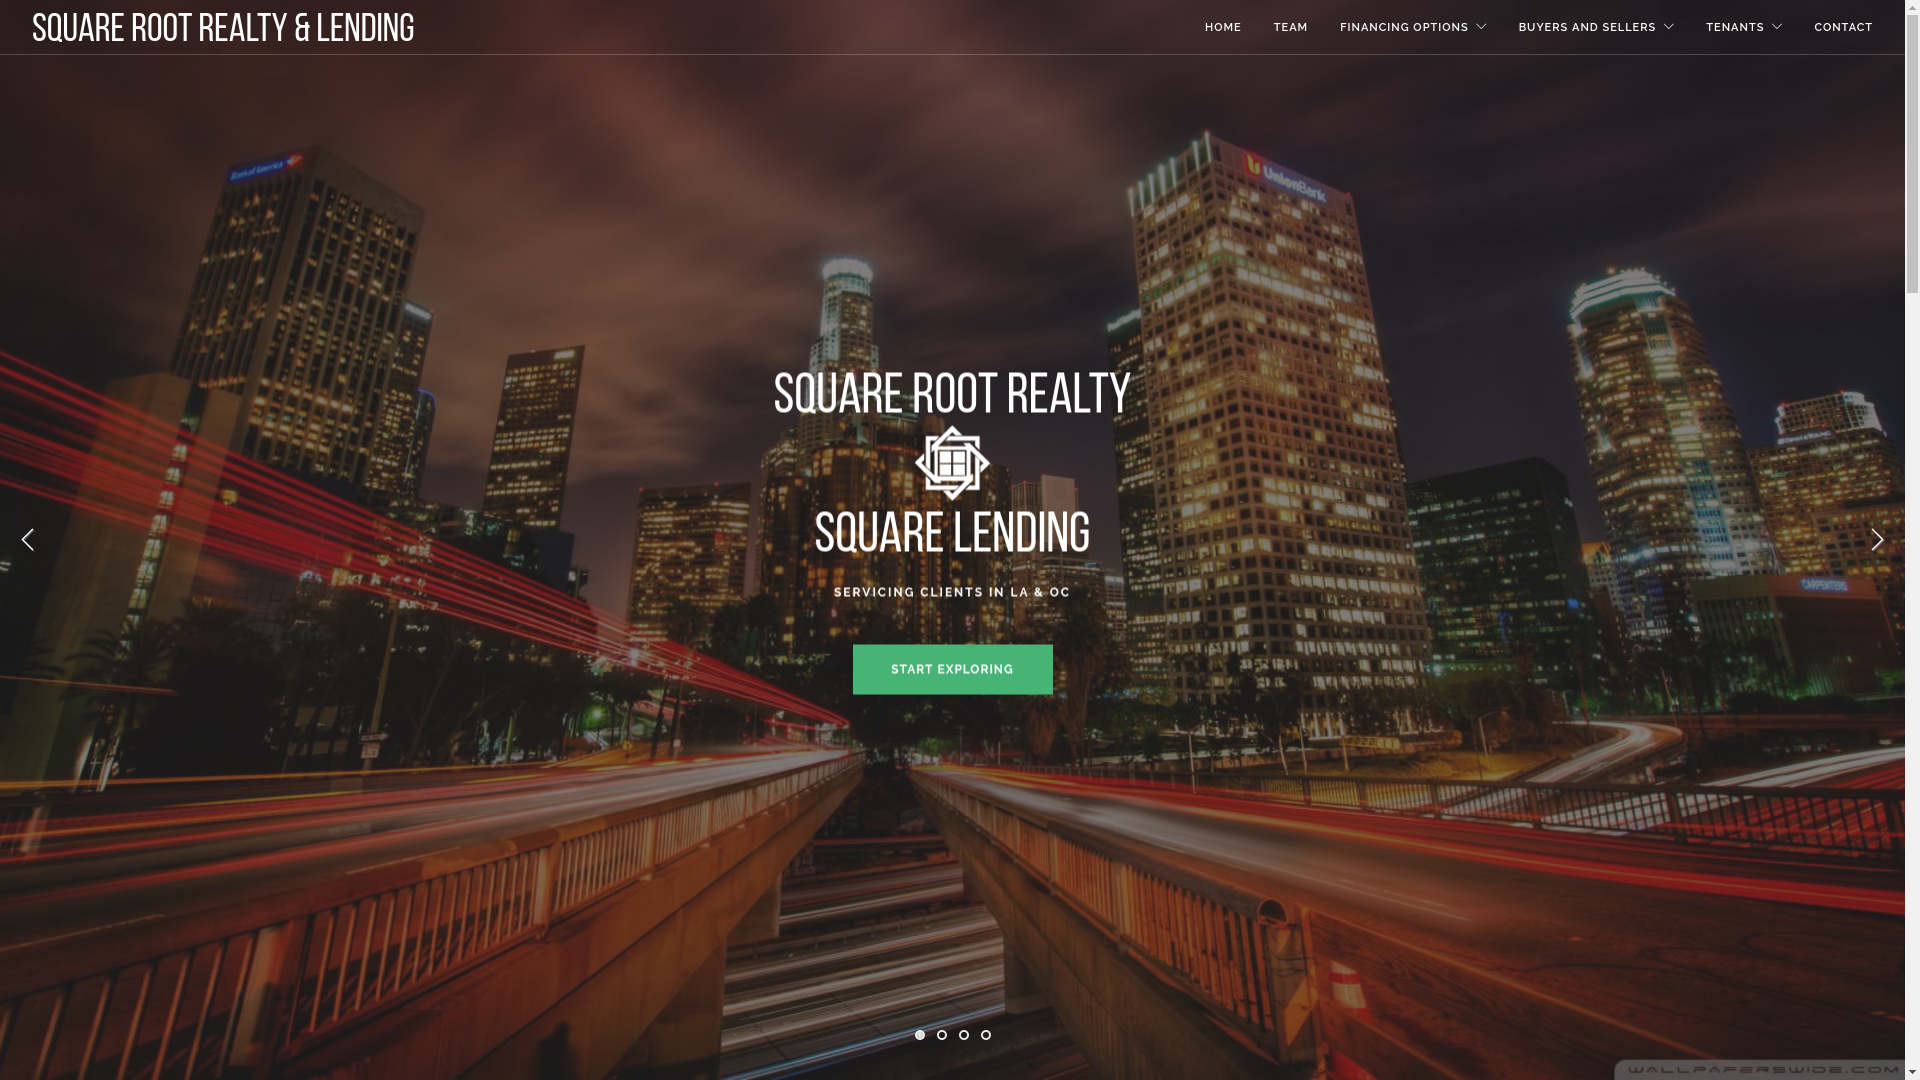 SQUARE ROOT REALTY & LENDING
HOME TEAM FINANCING OPTIONS BUYERS AND SELLERS TENANTS CONTACT
Bank of America
UnionBank
SQUARE ROOT REALTY
SQUARE LENDING
SERVICING CLIENTS IN LA & OC
CARPENTERS
START EXPLORING
WALLPAPERSWIDE.COM